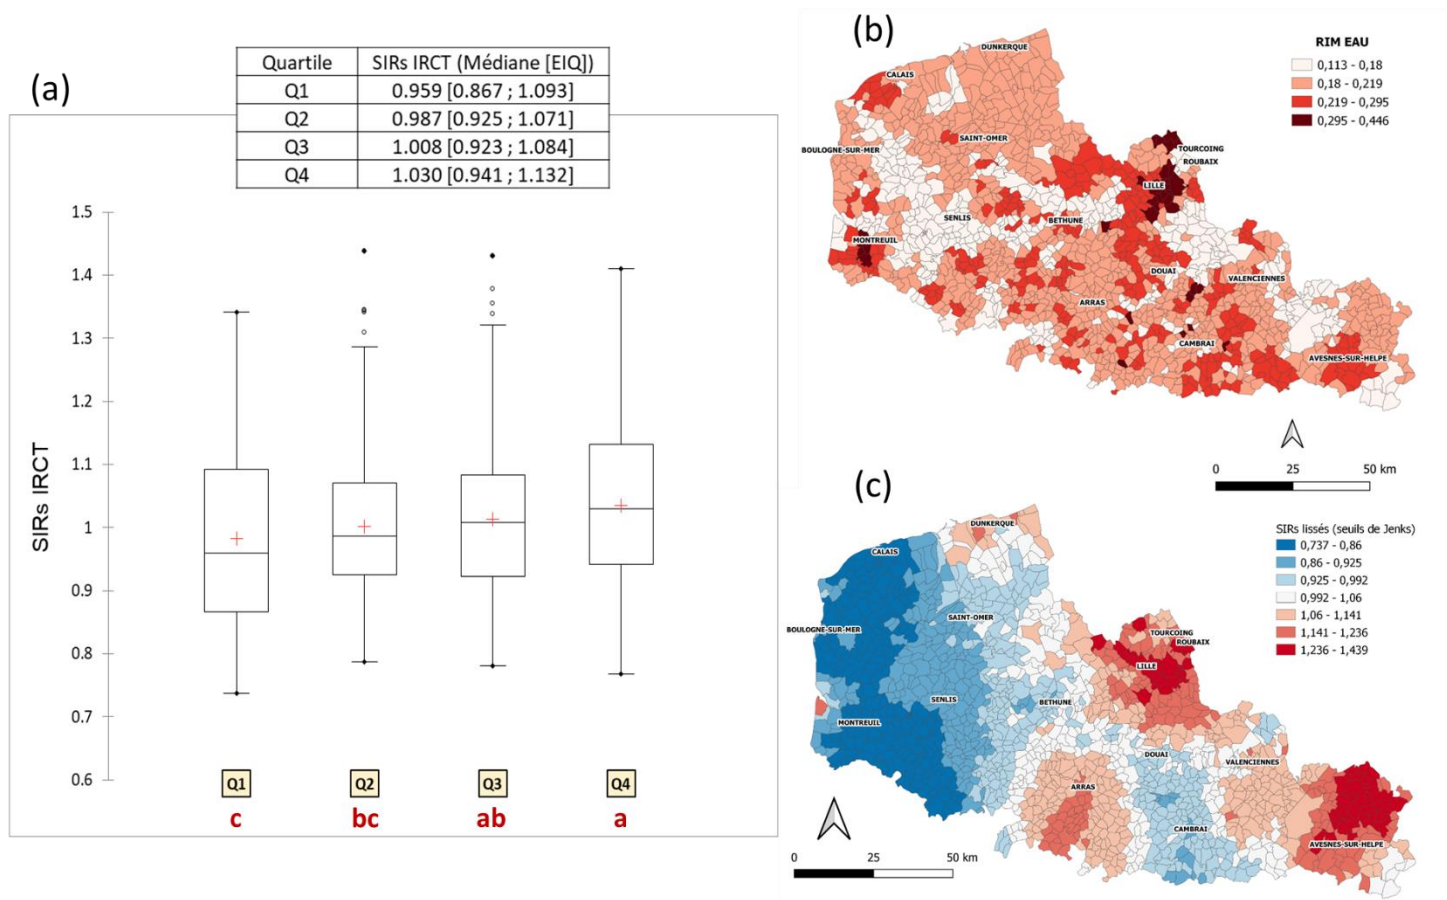 (a)
Quartile SIRs IRCT (Médiane [EIQ])
Q1 0.959 [0.867 ; 1.093]
Q2 0.987 [0.925 ; 1.071]
Q3 1.008 [0.923 ; 1.084]
Q4 1.030 [0.941 ; 1.132]
SIRs IRCT
1.5
1.4
1.3
1.2
1.1
1
0.9
0.8
0.7
0.6
Q1 Q2 Q3 Q4
c bc ab a
(b)
RIM EAU
0,113 - 0,18
0,18 - 0,219
0,219 - 0,295
0,295 - 0,446
DUNKERQUE
CALAIS
SAINT-OMER
BOULOGNE-SUR-MER
TOURCOING
ROUBAIX
LILLE
SENLIS
BETHUNE
MONTREUIL
DOUAI
VALENCIENNES
ARRAS
CAMBRAI
AVESNES-SUR-HELPE
0 25 50 km
(c)
SIRs lissés (seuils de Jenks)
0,737 - 0,86
0,86 - 0,925
0,925 - 0,992
0,992 - 1,06
1,06 - 1,141
1,141 - 1,236
1,236 - 1,439
DUNKERQUE
CALAIS
SAINT-OMER
BOULOGNE-SUR-MER
TOURCOING
ROUBAIX
LILLE
SENLIS
BETHUNE
MONTREUIL
DOUAI
VALENCIENNES
ARRAS
CAMBRAI
AVESNES-SUR-HELPE
0 25 50 km